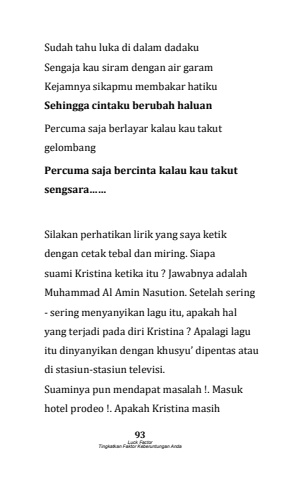 Sudah tahu luka di dalam dadaku
Sengaja kau siram dengan air garam
Kejamnya sikapmu membakar hatiku
Sehingga cintaku berubah haluan
Percuma saja berlayar kalau kau takut
gelombang
Percuma saja bercinta kalau kau takut
sengsara......
Silakan perhatikan lirik yang saya ketik
dengan cetak tebal dan miring. Siapa
suami Kristina ketika itu ? Jawabnya adalah
Muhammad Al Amin Nasution. Setelah sering
- sering menyanyikan lagu itu, apakah hal
yang terjadi pada diri Kristina ? Apalagi lagu
itu dinyanyikan dengan khusyu' dipentas atau
di stasiun-stasiun televisi.
Suaminya pun mendapat masalah !. Masuk
hotel prodeo !. Apakah Kristina masih
93
Luck Factor
Tingkatkan Faktor Keberuntungan Anda